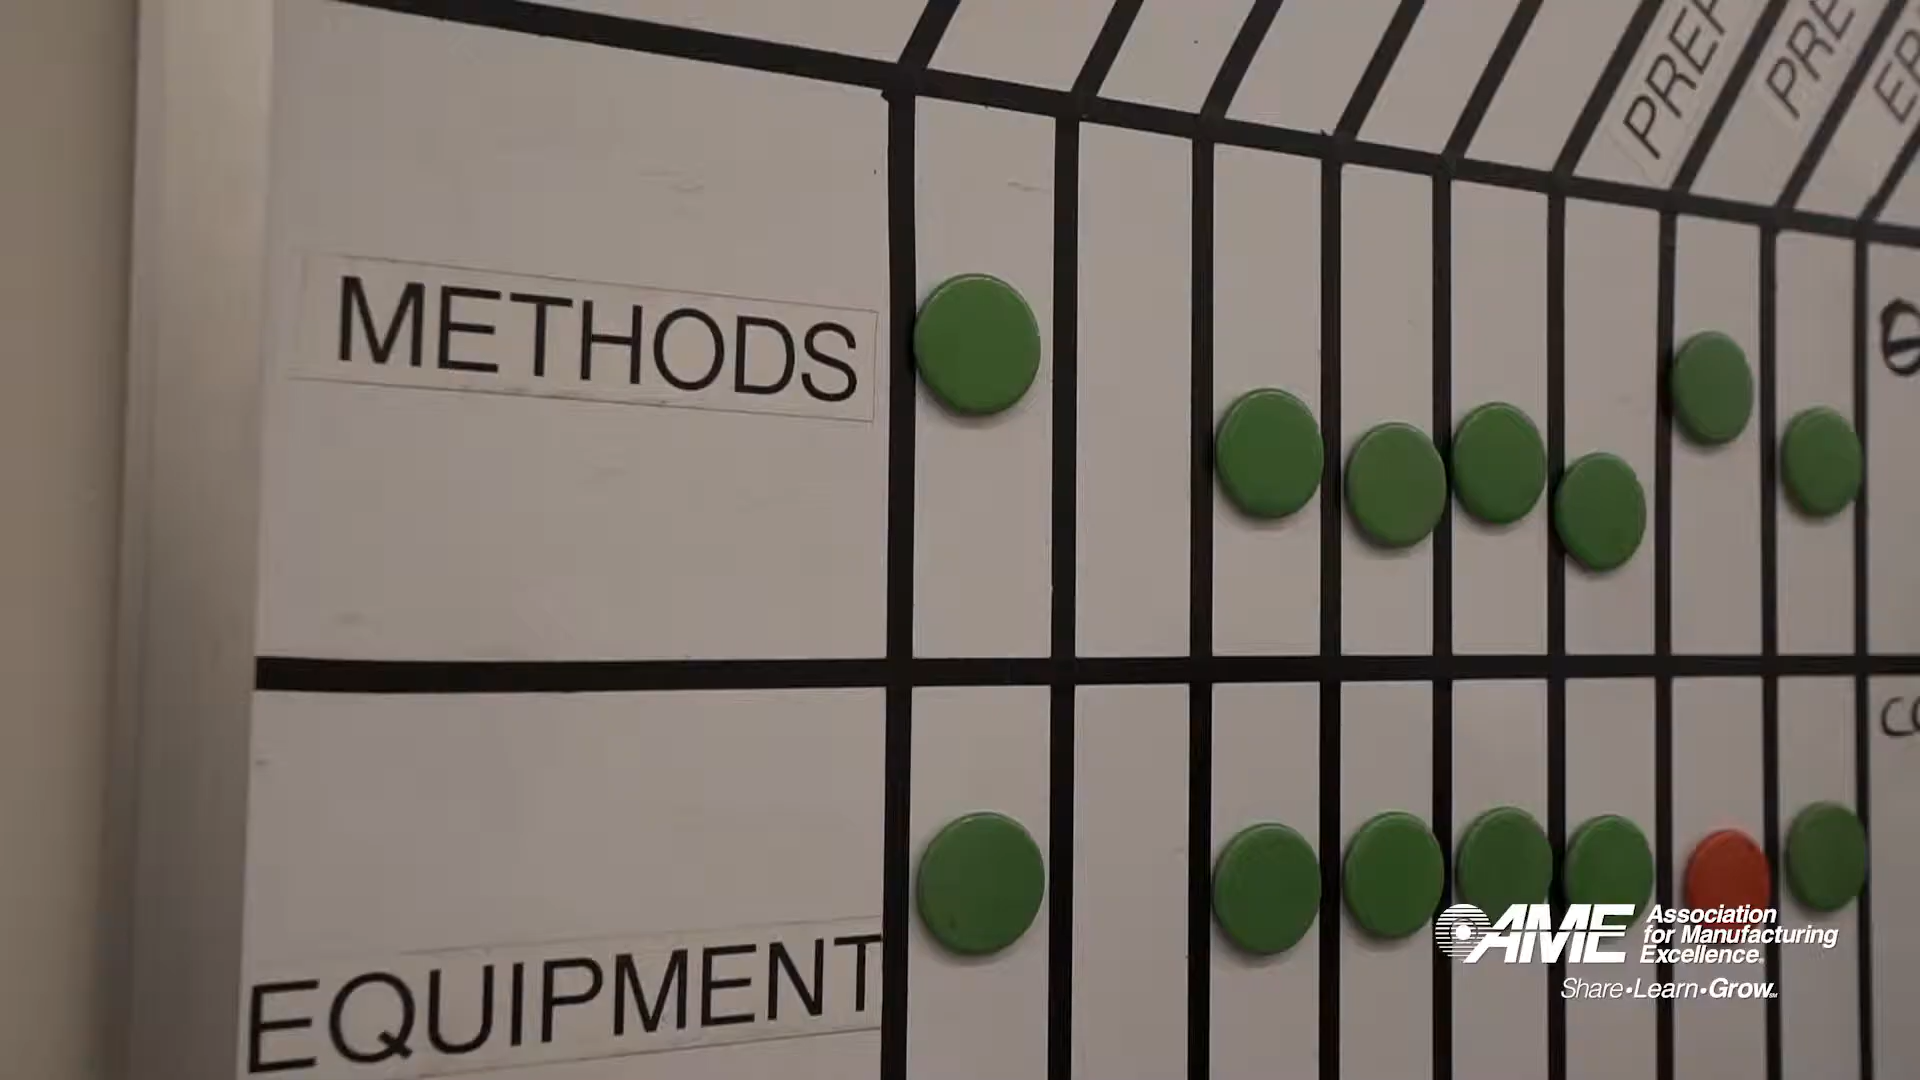 METHODS
EQUIPMENT
AME
Association
for Manufacturing
Excellence
Share•Learn•Grow